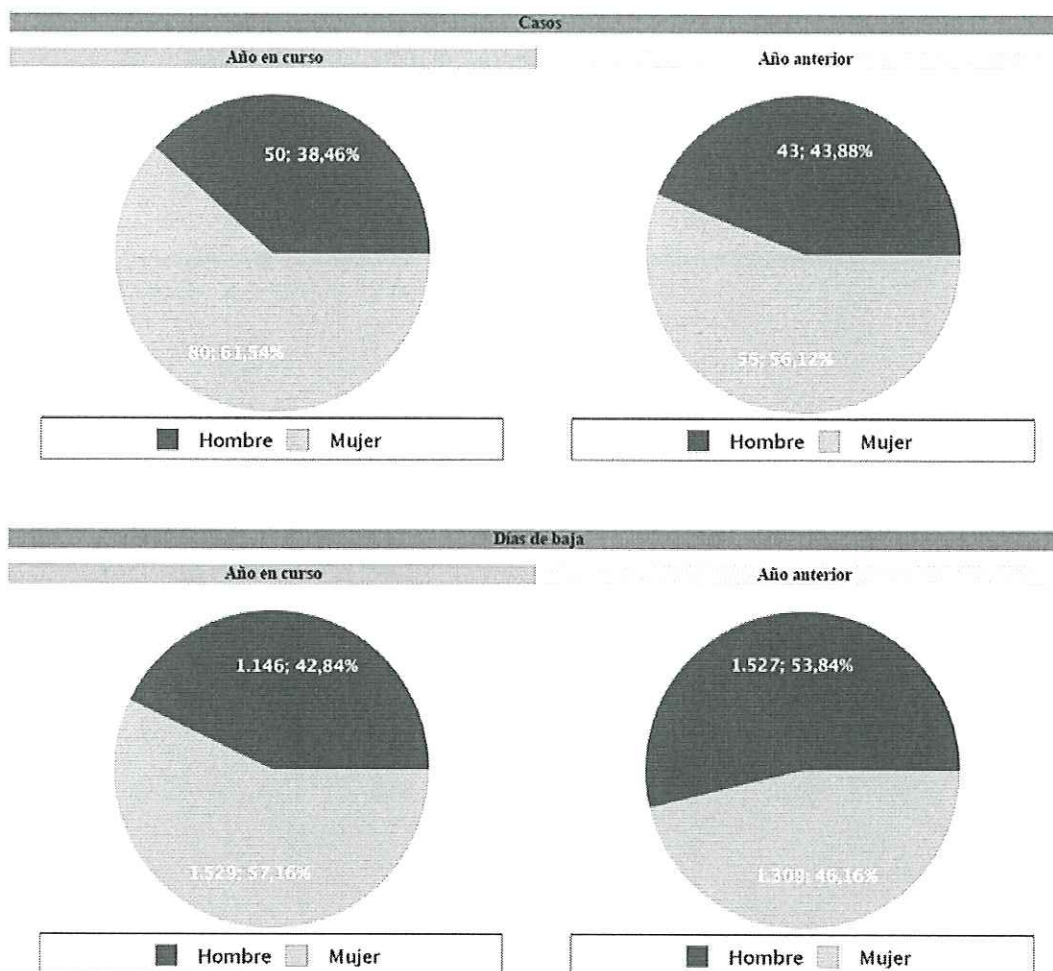 Casos
Año en curso
Año anterior
50; 38,46%
43; 43,88%
80; 61,54%
55; 56,12%
Hombre Mujer
Hombre Mujer
Días de baja
Año en curso
Año anterior
1.146; 42,84%
1.527; 53,84%
1.529; 57,16%
1.309; 46,16%
Hombre Mujer
Hombre Mujer